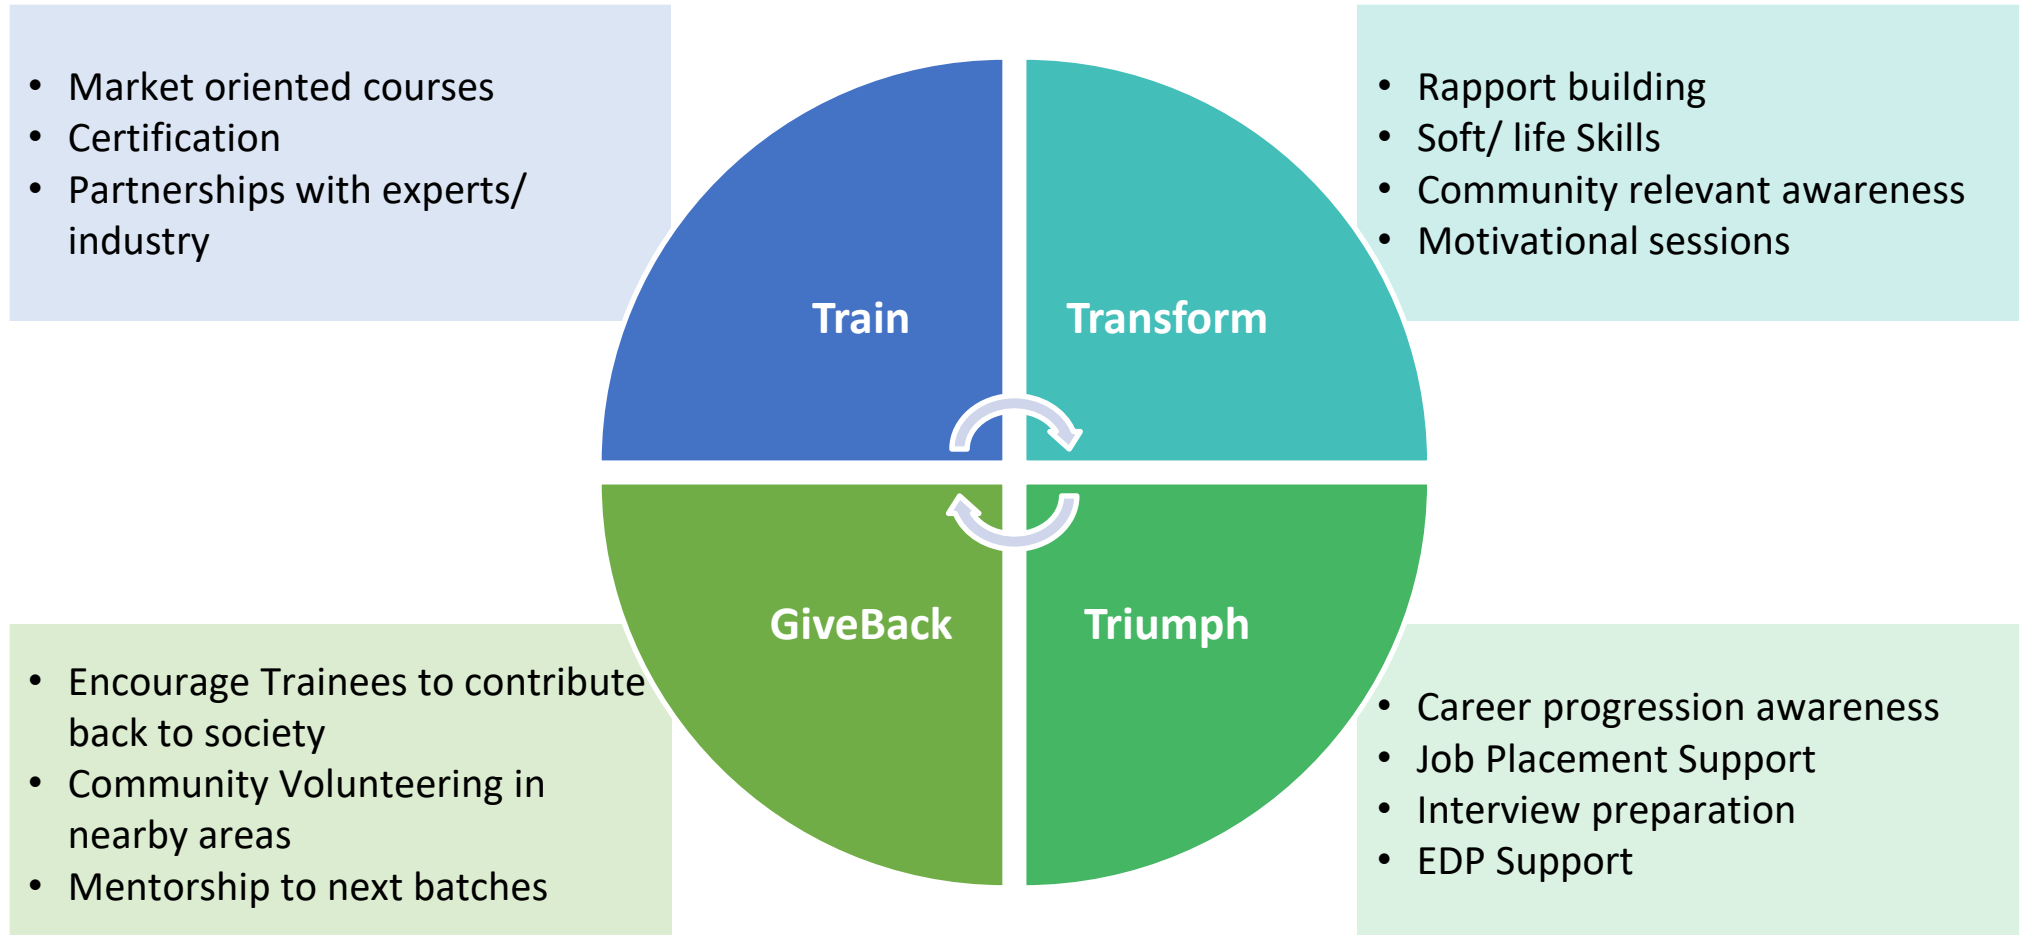 • Market oriented courses
• Certification
• Partnerships with experts/
industry
Train
Transform
• Rapport building
• Soft/ life Skills
• Community relevant awareness
• Motivational sessions
GiveBack
Triumph
• Encourage Trainees to contribute
back to society
• Community Volunteering in
nearby areas
• Mentorship to next batches
• Career progression awareness
• Job Placement Support
• Interview preparation
• EDP Support